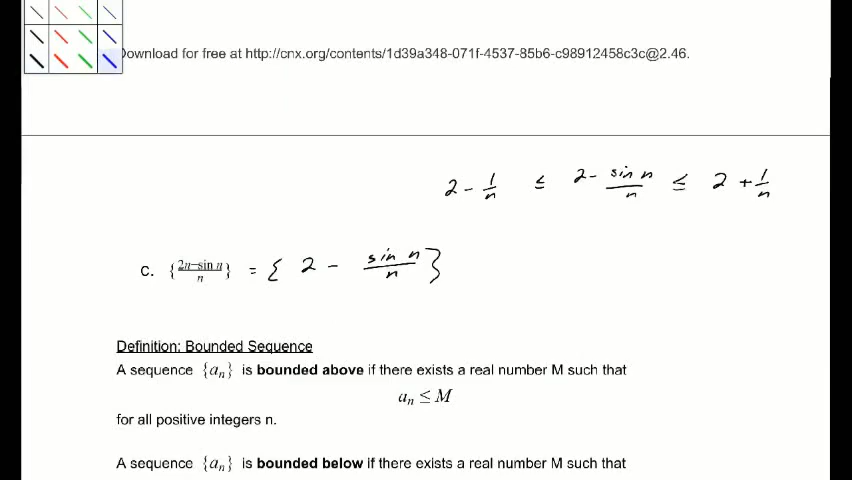 Download for free at http://cnx.org/contents/1d39a348-071f-4537-85b6-c98912458c3c@2.46.
2 - 1/n ≤ 2 - sin n/n ≤ 2 + 1/n
c. {2n-sin n/n} = { 2 - sin n/n }
Definition: Bounded Sequence
A sequence {aₙ} is bounded above if there exists a real number M such that
aₙ ≤ M
for all positive integers n.
A sequence {aₙ} is bounded below if there exists a real number M such that